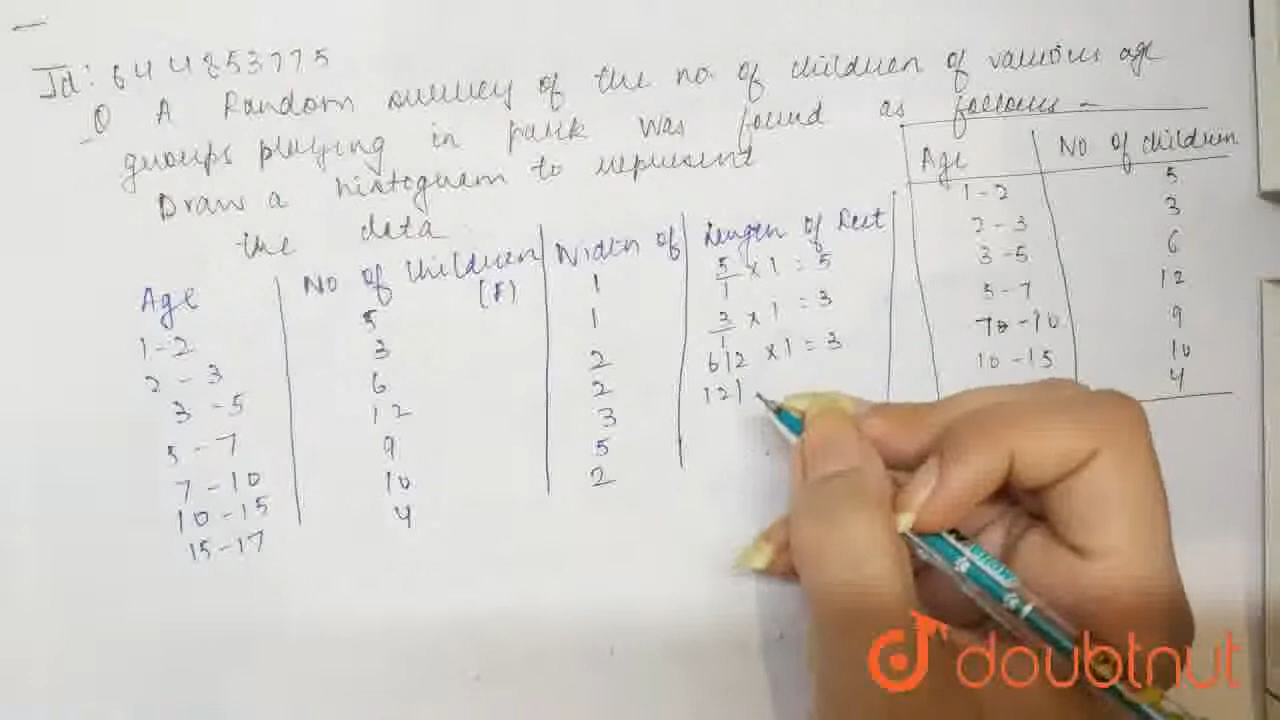 Id: 644853775
Q A Random survey of the no. of children of various age
groups playing in park was found as follows -
Draw a histogram to represent
the data
Age No of children
1-2 5
2-3 3
3-5 6
5-7 12
7-10 9
10-15 10
4
Age No of children (F) Width of Length of Rect
1-2 5 1 5/1 x 1 = 5
2-3 3 1 3/1 x 1 = 3
3-5 6 2 6/2 x 1 = 3
5-7 12 2 12/
7-10 9 3
10-15 10 5
15-17 4 2
doubtnut